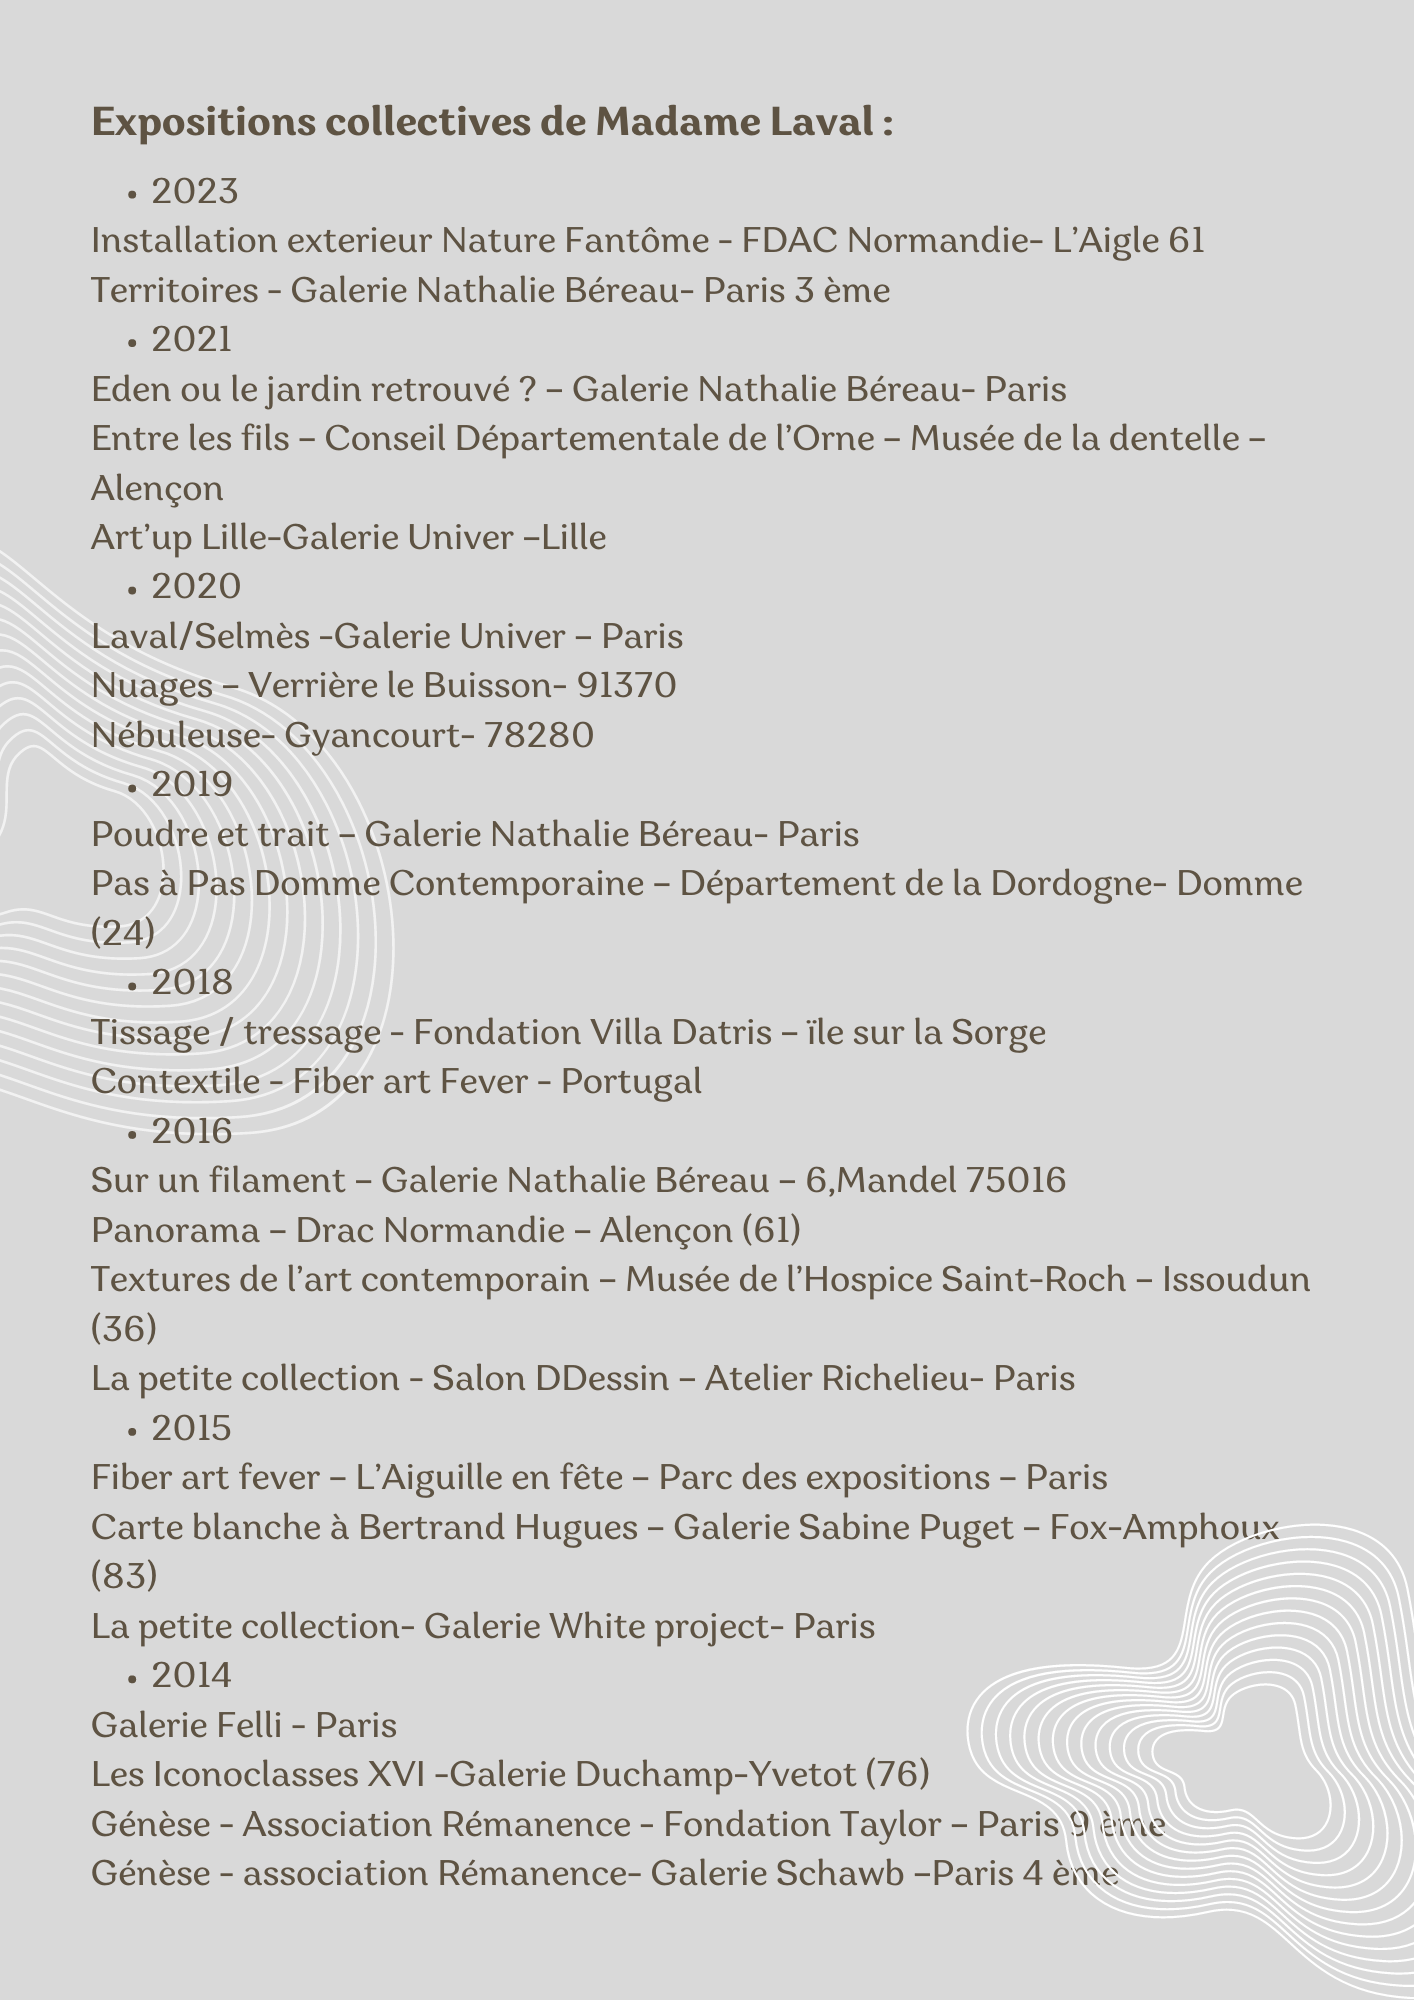 Expositions collectives de Madame Laval :
• 2023
Installation exterieur Nature Fantôme - FDAC Normandie- L’Aigle 61
Territoires - Galerie Nathalie Béreau- Paris 3 ème
• 2021
Eden ou le jardin retrouvé ? – Galerie Nathalie Béreau- Paris
Entre les fils – Conseil Départementale de l’Orne – Musée de la dentelle –
Alençon
Art’up Lille-Galerie Univer –Lille
• 2020
Laval/Selmès -Galerie Univer – Paris
Nuages – Verrière le Buisson- 91370
Nébuleuse- Gyancourt- 78280
• 2019
Poudre et trait – Galerie Nathalie Béreau- Paris
Pas à Pas Domme Contemporaine – Département de la Dordogne- Domme
(24)
• 2018
Tissage / tressage - Fondation Villa Datris – ïle sur la Sorge
Contextile - Fiber art Fever - Portugal
• 2016
Sur un filament – Galerie Nathalie Béreau – 6,Mandel 75016
Panorama – Drac Normandie – Alençon (61)
Textures de l’art contemporain – Musée de l’Hospice Saint-Roch – Issoudun
(36)
La petite collection - Salon DDessin – Atelier Richelieu- Paris
• 2015
Fiber art fever – L’Aiguille en fête – Parc des expositions – Paris
Carte blanche à Bertrand Hugues – Galerie Sabine Puget – Fox-Amphoux
(83)
La petite collection- Galerie White project- Paris
• 2014
Galerie Felli - Paris
Les Iconoclasses XVI -Galerie Duchamp-Yvetot (76)
Génèse - Association Rémanence - Fondation Taylor – Paris 9 ème
Génèse - association Rémanence- Galerie Schawb –Paris 4 ème